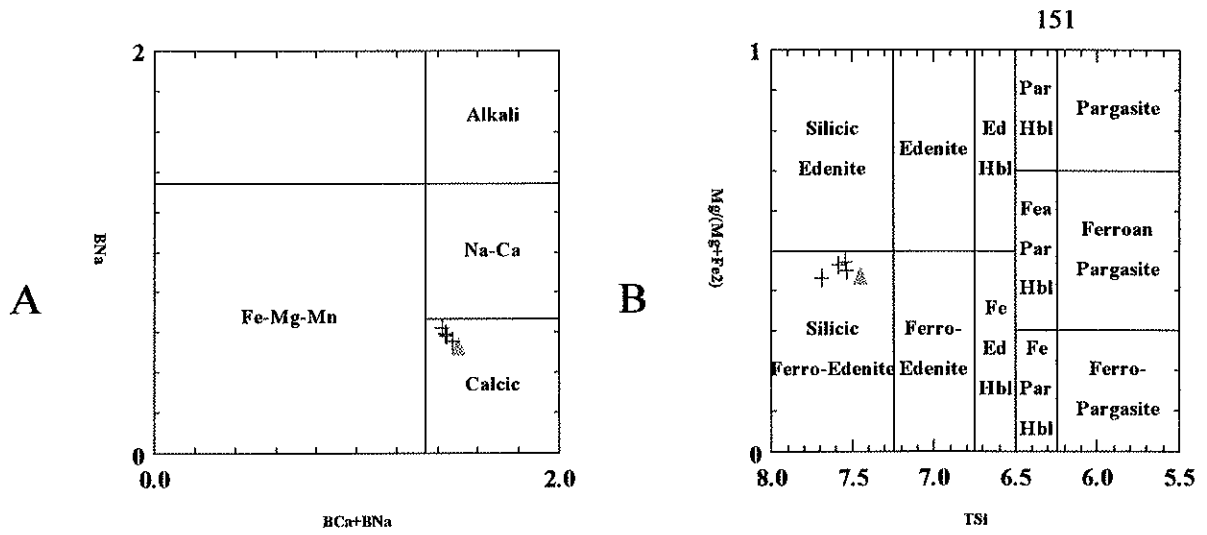 151
A
2
BNa
0
Alkali
Na-Ca
Fe-Mg-Mn
Calcic
0.0
2.0
BCa+BNa
B
1
Mg/(Mg+Fe2)
0
Silicic
Edenite
Edenite
Ed
Hbl
Par
Hbl
Pargasite
Fea
Par
Hbl
Ferroan
Pargasite
Silicic
Ferro-Edenite
Ferro-
Edenite
Fe
Ed
Hbl
Fe
Par
Hbl
Ferro-
Pargasite
8.0
7.5
7.0
6.5
6.0
5.5
TSi